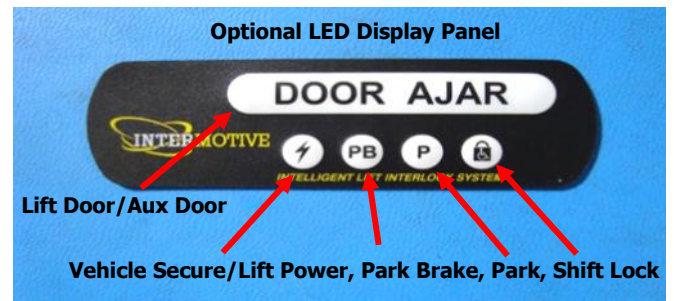 Optional LED Display Panel
DOOR AJAR
INTERMOTIVE
PB P
INTELLIGENT LIFT INTERLOCK SYSTEM
Lift Door/Aux Door
Vehicle Secure/Lift Power, Park Brake, Park, Shift Lock